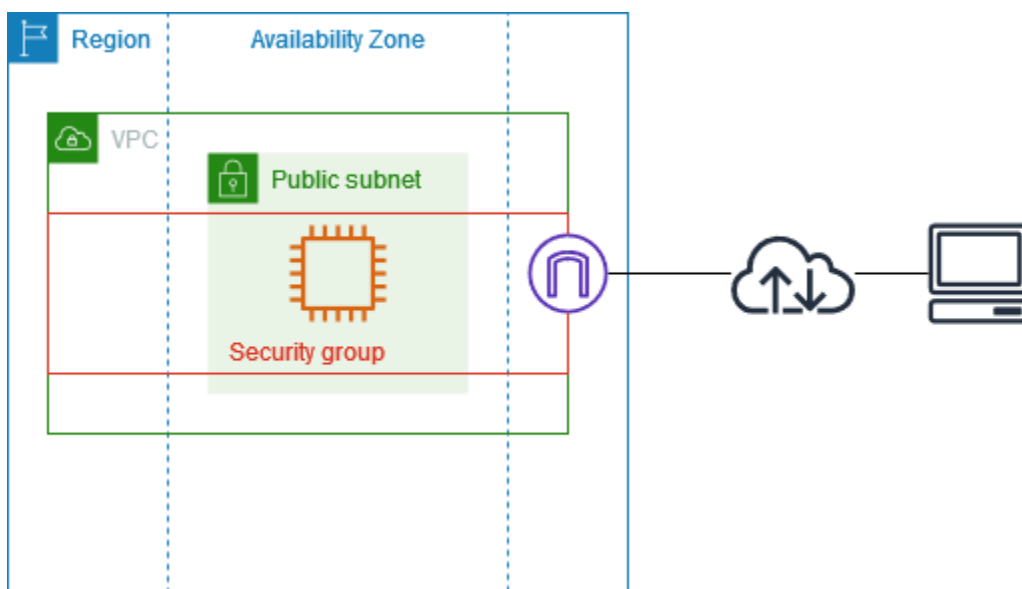 Region
Availability Zone
VPC
Public subnet
Security group